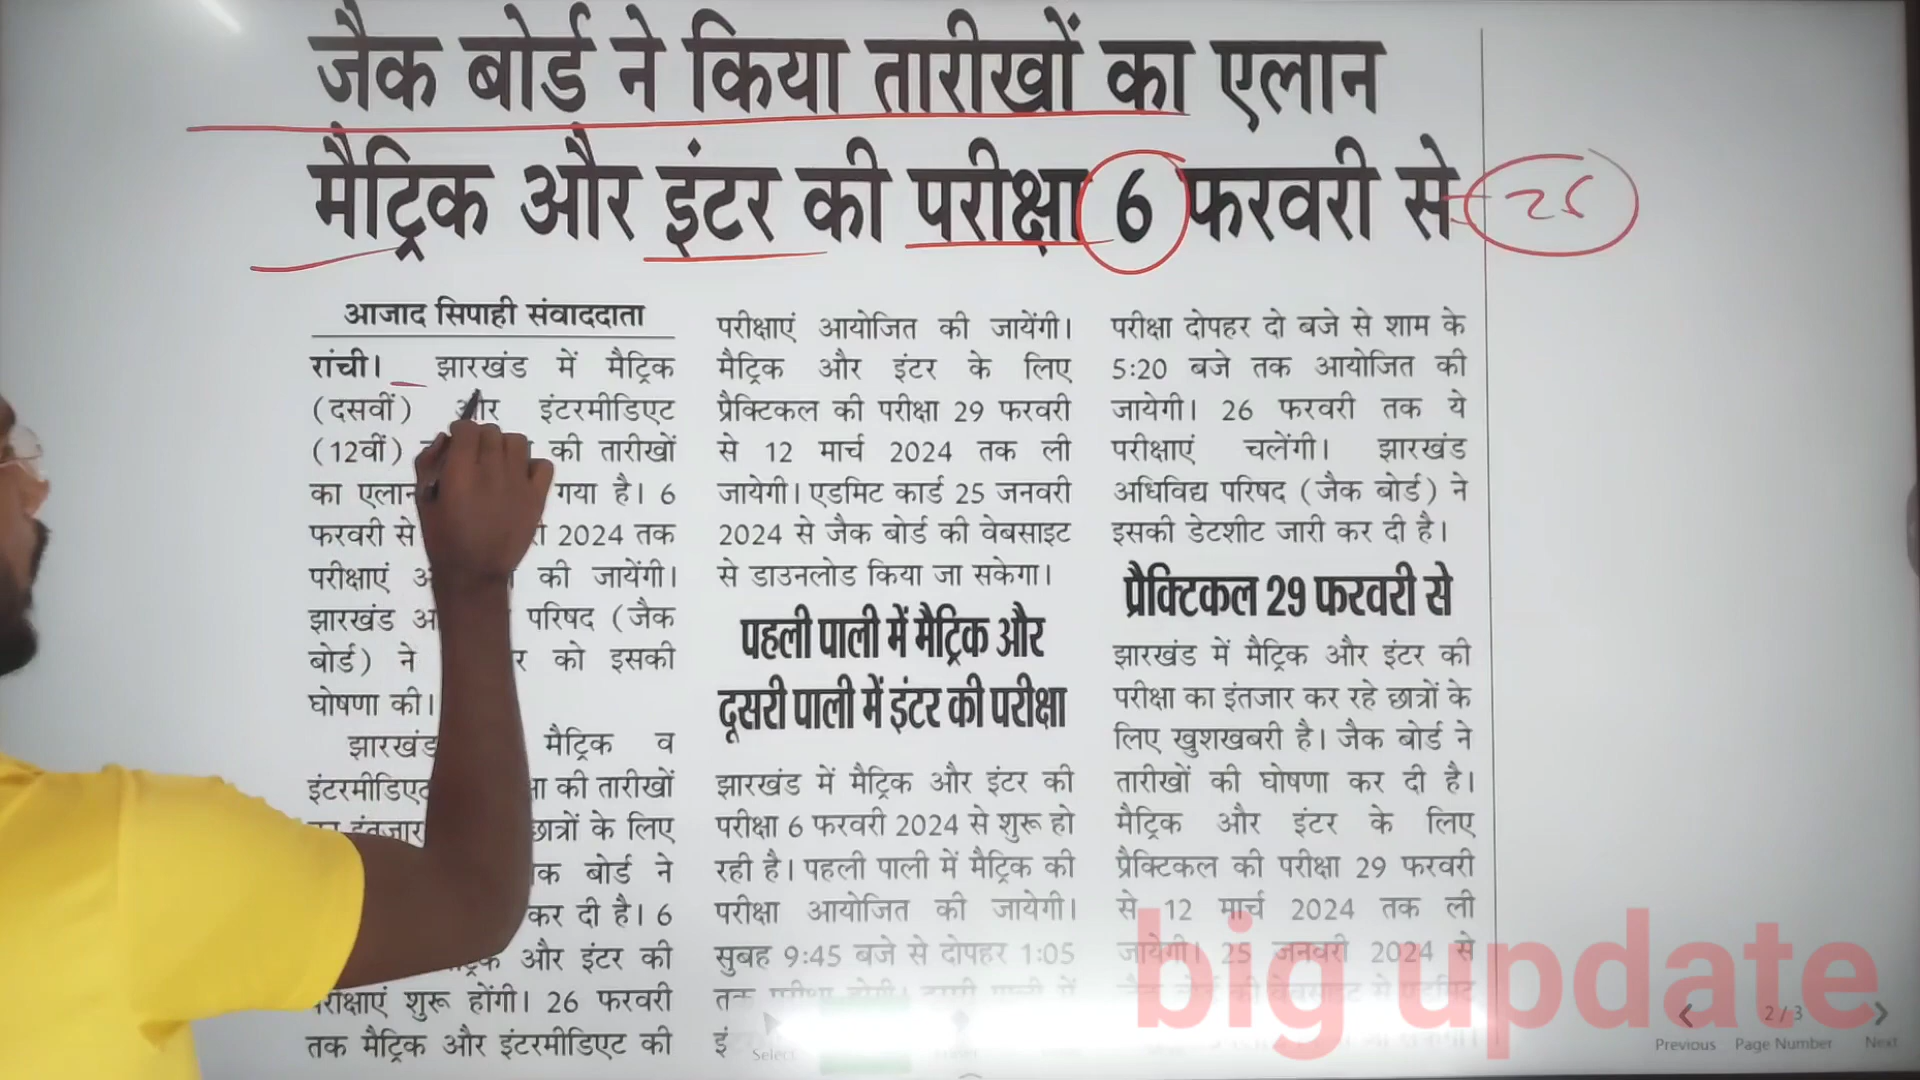 जैक बोर्ड ने किया तारीखों का एलान
मैट्रिक और इंटर की परीक्षा 6 फरवरी से
25
आजाद सिपाही संवाददाता
रांची। झारखंड में मैट्रिक
(दसवीं) और इंटरमीडिएट
(12वीं) की तारीखों
का एलान गया है। 6
फरवरी से 2024 तक
परीक्षाएं की जायेंगी।
झारखंड परिषद (जैक
बोर्ड) ने को इसकी
घोषणा की।
झारखंड मैट्रिक व
इंटरमीडिएट की तारीखों
छात्रों के लिए
बोर्ड ने
कर दी है। 6
और इंटर की
परीक्षाएं शुरू होंगी। 26 फरवरी
तक मैट्रिक और इंटरमीडिएट की
परीक्षाएं आयोजित की जायेंगी।
मैट्रिक और इंटर के लिए
प्रैक्टिकल की परीक्षा 29 फरवरी
से 12 मार्च 2024 तक ली
जायेगी। एडमिट कार्ड 25 जनवरी
2024 से जैक बोर्ड की वेबसाइट
से डाउनलोड किया जा सकेगा।
पहली पाली में मैट्रिक और
दूसरी पाली में इंटर की परीक्षा
झारखंड में मैट्रिक और इंटर की
परीक्षा 6 फरवरी 2024 से शुरू हो
रही है। पहली पाली में मैट्रिक की
परीक्षा आयोजित की जायेगी।
सुबह 9:45 बजे से दोपहर 1:05
तक
परीक्षा दोपहर दो बजे से शाम के
5:20 बजे तक आयोजित की
जायेगी। 26 फरवरी तक ये
परीक्षाएं चलेंगी। झारखंड
अधिविद्य परिषद (जैक बोर्ड) ने
इसकी डेटशीट जारी कर दी है।
प्रैक्टिकल 29 फरवरी से
झारखंड में मैट्रिक और इंटर की
परीक्षा का इंतजार कर रहे छात्रों के
लिए खुशखबरी है। जैक बोर्ड ने
तारीखों की घोषणा कर दी है।
मैट्रिक और इंटर के लिए
प्रैक्टिकल की परीक्षा 29 फरवरी
से 12 मार्च 2024 तक ली
जायेगी। 25 जनवरी 2024 से
big update
Select
2 / 3
Previous Page Number Next